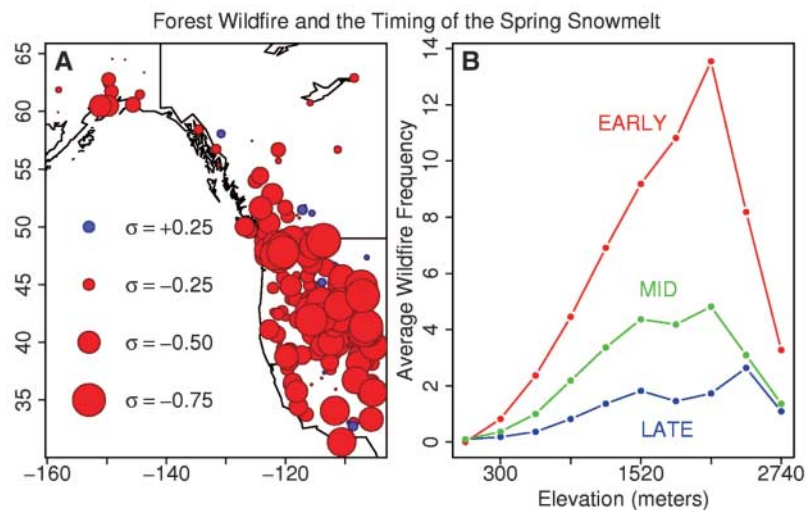 Forest Wildfire and the Timing of the Spring Snowmelt
A
65
60
55
50
45
40
35
−160
−140
−120
σ = +0.25
σ = −0.25
σ = −0.50
σ = −0.75
B
Average Wildfire Frequency
14
12
10
8
6
4
2
0
EARLY
MID
LATE
300
1520
2740
Elevation (meters)